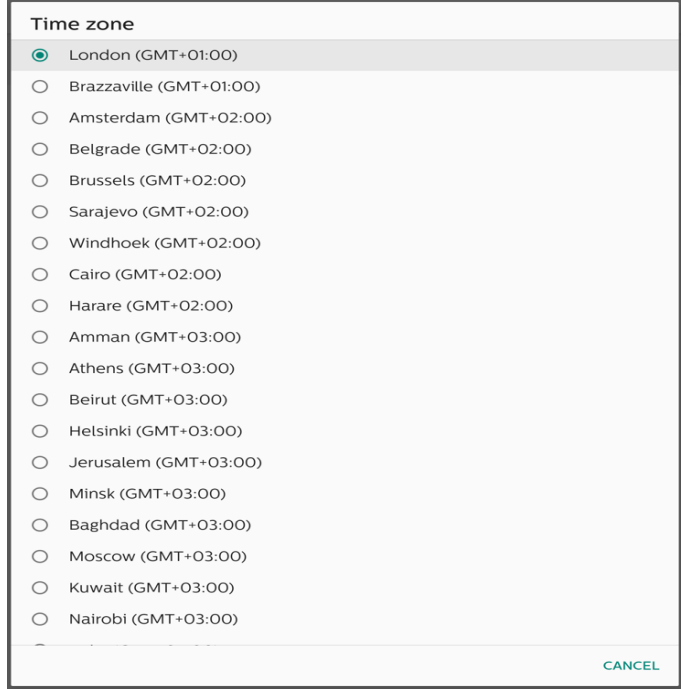 Time zone
London (GMT+01:00)
Brazzaville (GMT+01:00)
Amsterdam (GMT+02:00)
Belgrade (GMT+02:00)
Brussels (GMT+02:00)
Sarajevo (GMT+02:00)
Windhoek (GMT+02:00)
Cairo (GMT+02:00)
Harare (GMT+02:00)
Amman (GMT+03:00)
Athens (GMT+03:00)
Beirut (GMT+03:00)
Helsinki (GMT+03:00)
Jerusalem (GMT+03:00)
Minsk (GMT+03:00)
Baghdad (GMT+03:00)
Moscow (GMT+03:00)
Kuwait (GMT+03:00)
Nairobi (GMT+03:00)
CANCEL